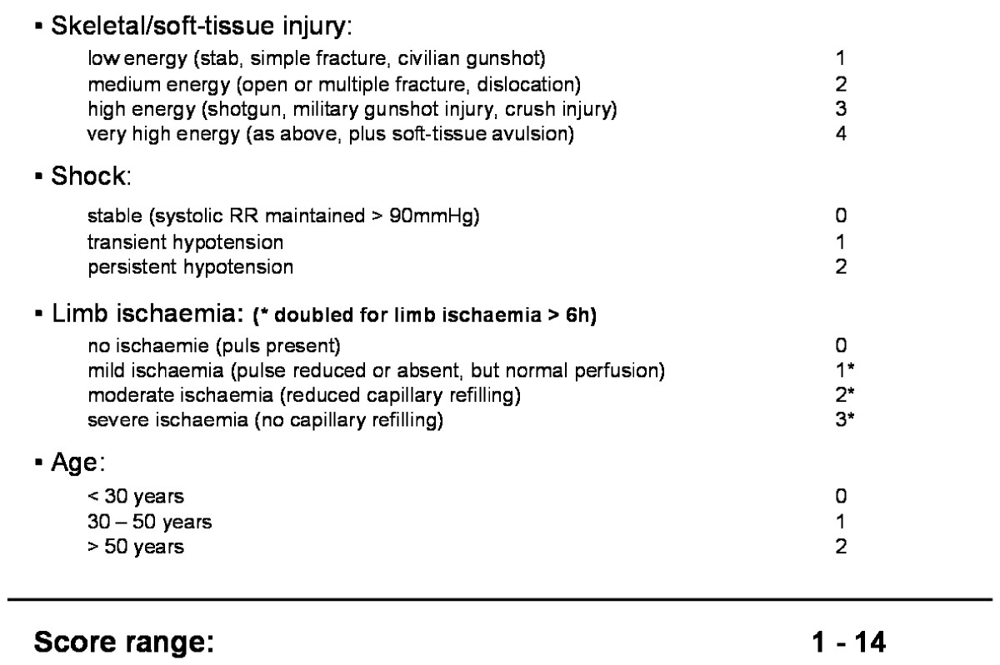 ▪ Skeletal/soft-tissue injury:
low energy (stab, simple fracture, civilian gunshot) 1
medium energy (open or multiple fracture, dislocation) 2
high energy (shotgun, military gunshot injury, crush injury) 3
very high energy (as above, plus soft-tissue avulsion) 4
▪ Shock:
stable (systolic RR maintained > 90mmHg) 0
transient hypotension 1
persistent hypotension 2
▪ Limb ischaemia: (* doubled for limb ischaemia > 6h)
no ischaemie (puls present) 0
mild ischaemia (pulse reduced or absent, but normal perfusion) 1*
moderate ischaemia (reduced capillary refilling) 2*
severe ischaemia (no capillary refilling) 3*
▪ Age:
< 30 years 0
30 – 50 years 1
> 50 years 2
Score range: 1 - 14